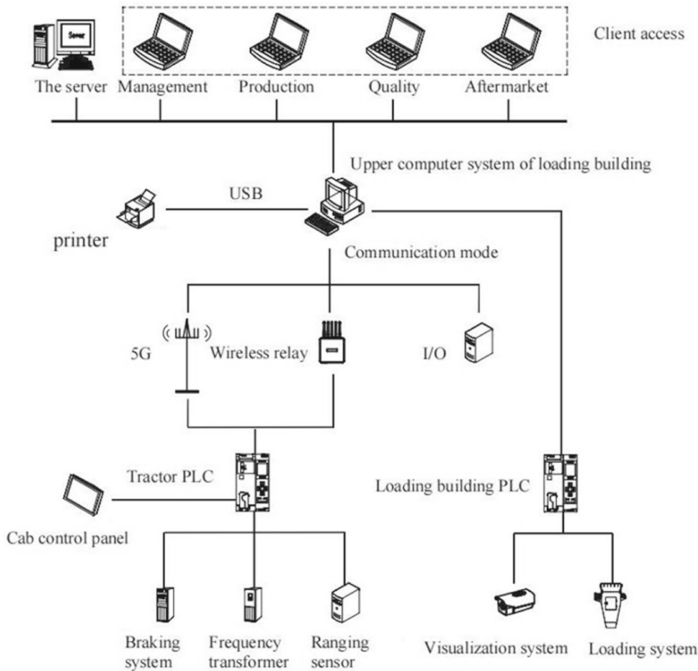 Sever
Client access
The server
Management
Production
Quality
Aftermarket
Upper computer system of loading building
USB
printer
Communication mode
5G
Wireless relay
I/O
Tractor PLC
Loading building PLC
Cab control panel
Braking
system
Frequency
transformer
Ranging
sensor
Visualization system
Loading system